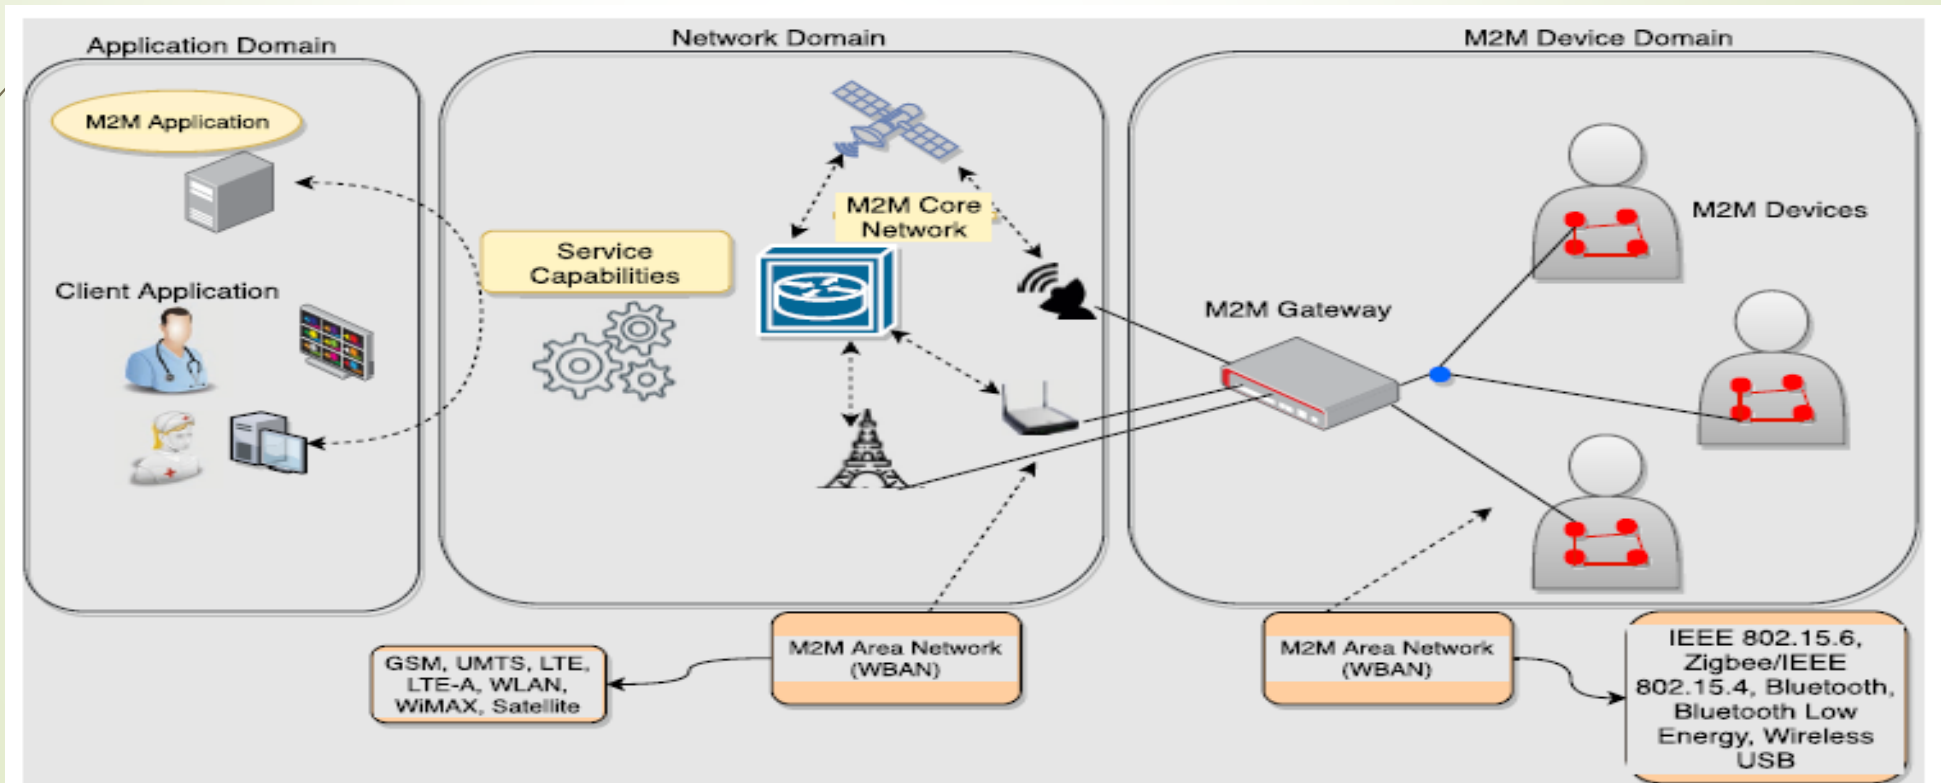 Application Domain
Network Domain
M2M Device Domain
M2M Application
M2M Core
Network
M2M Devices
Service
Capabilities
Client Application
M2M Gateway
M2M Area Network
(WBAN)
GSM, UMTS, LTE,
LTE-A, WLAN,
WiMAX, Satellite
M2M Area Network
(WBAN)
IEEE 802.15.6,
Zigbee/IEEE
802.15.4, Bluetooth,
Bluetooth Low
Energy, Wireless
USB